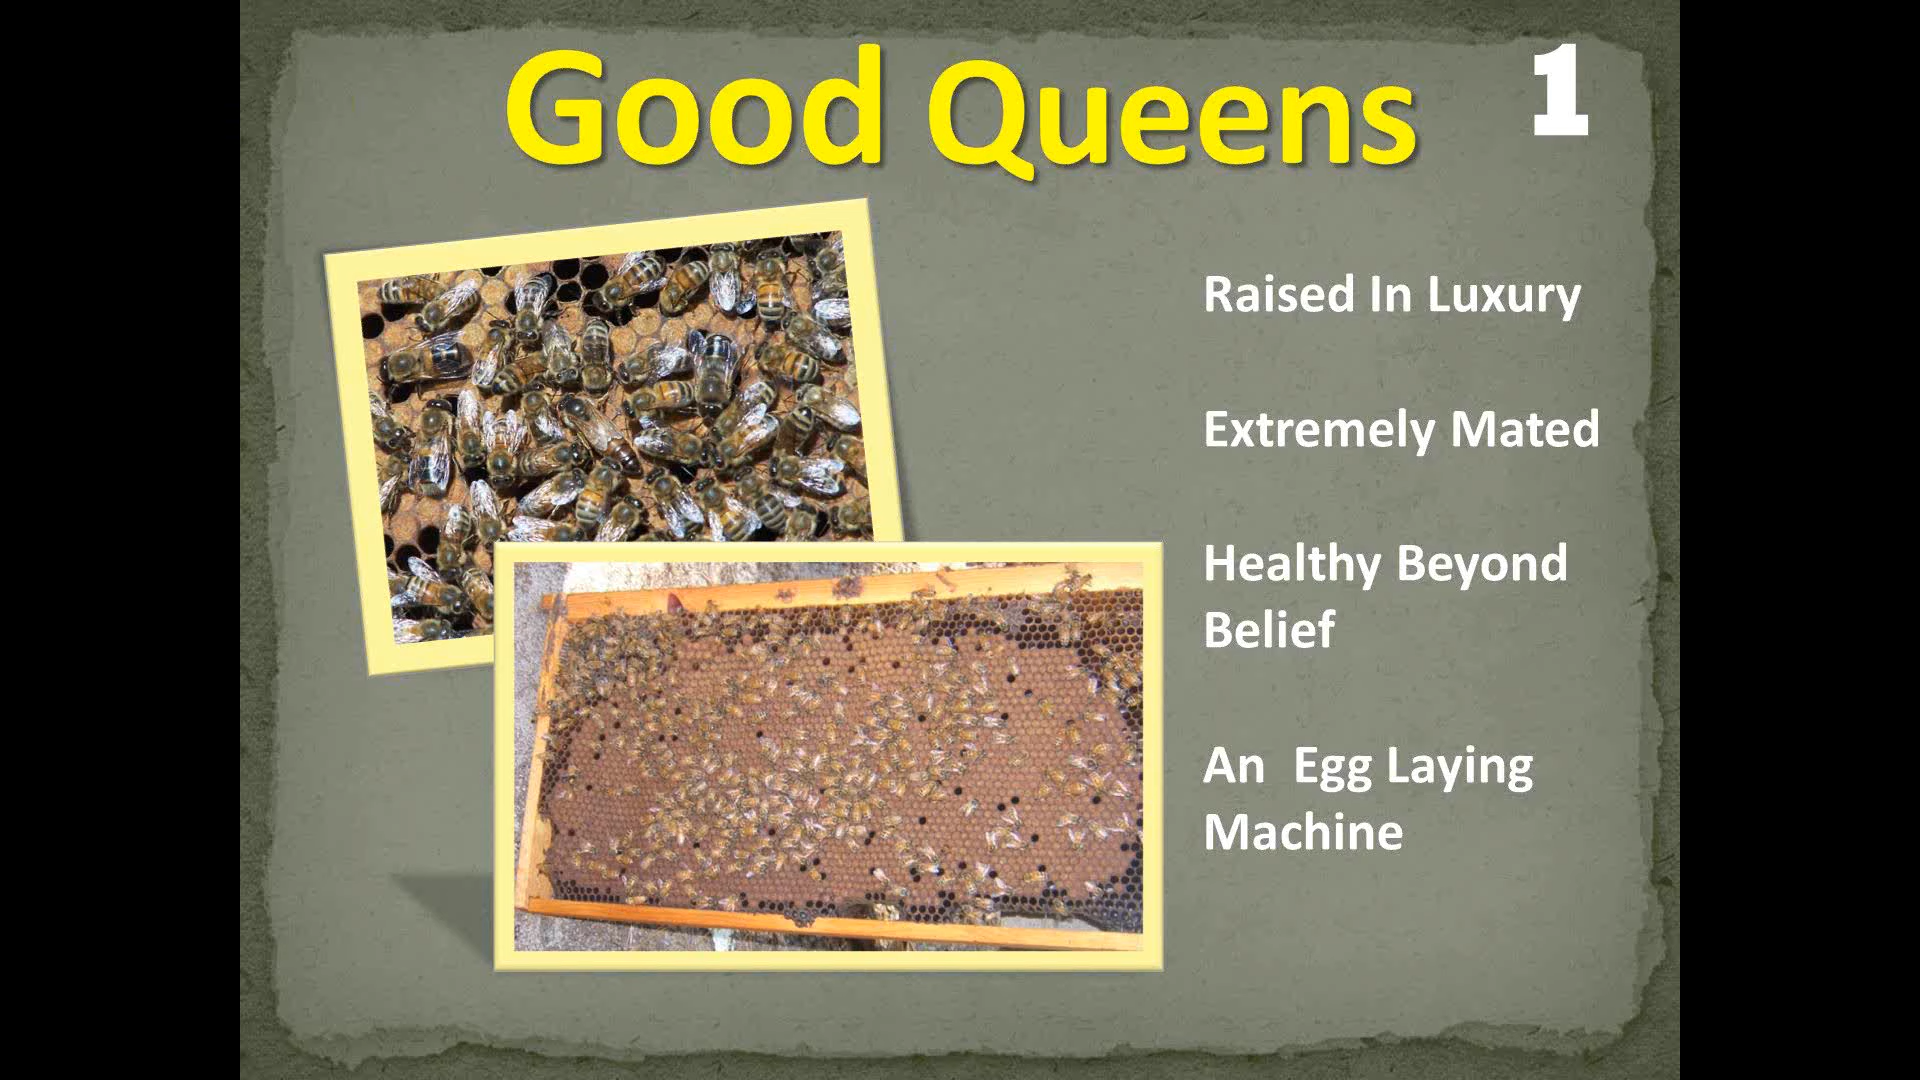 Good Queens
1
Raised In Luxury
Extremely Mated
Healthy Beyond
Belief
An  Egg Laying
Machine